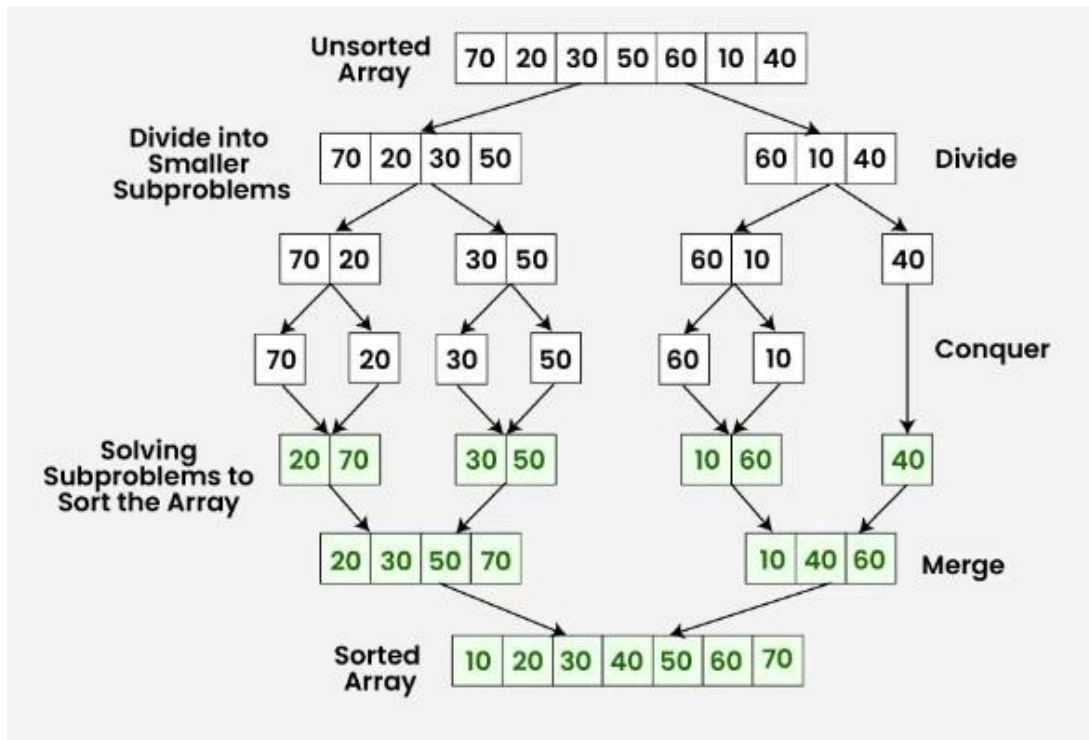 Unsorted
Array
70 20 30 50 60 10 40
Divide into
Smaller
Subproblems
70 20 30 50
60 10 40
Divide
70 20
30 50
60 10
40
70
20
30
50
60
10
Conquer
Solving
Subproblems to
Sort the Array
20 70
30 50
10 60
40
20 30 50 70
10 40 60
Merge
Sorted
Array
10 20 30 40 50 60 70